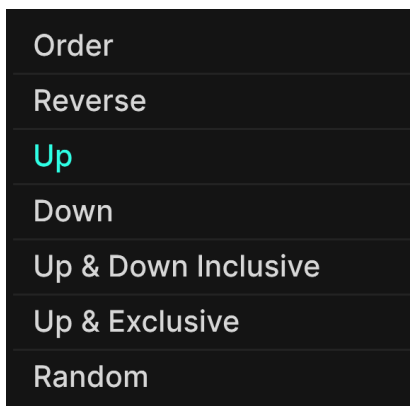 Order
Reverse
Up
Down
Up & Down Inclusive
Up & Exclusive
Random